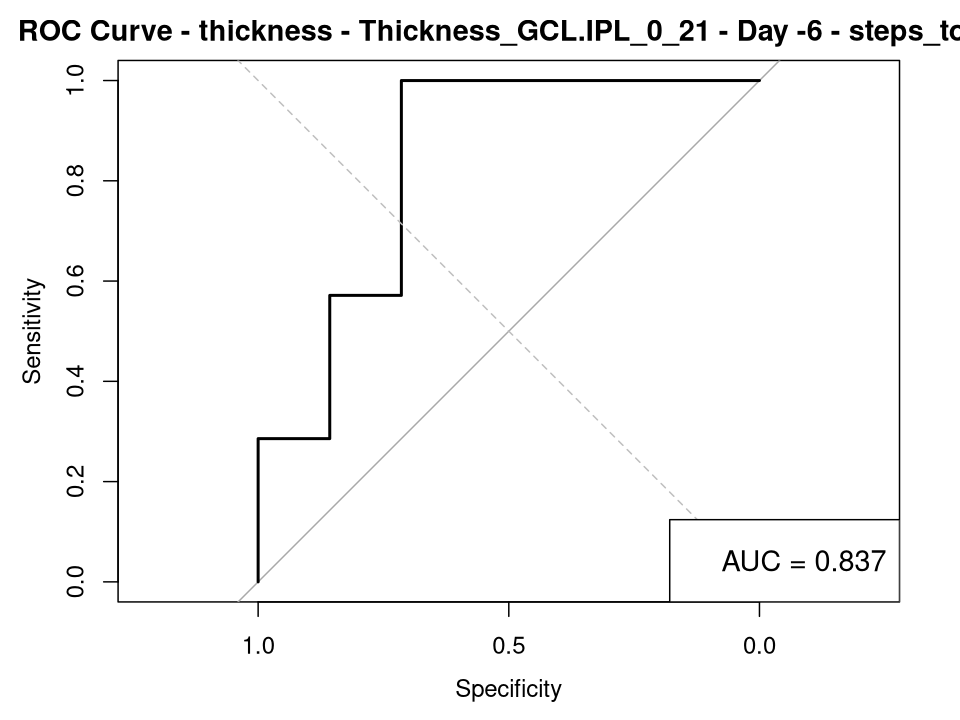 ROC Curve - thickness - Thickness_GCL.IPL_0_21 - Day -6 - steps_to
Sensitivity
1.0
0.8
0.6
0.4
0.2
0.0
AUC = 0.837
1.0 0.5 0.0
Specificity